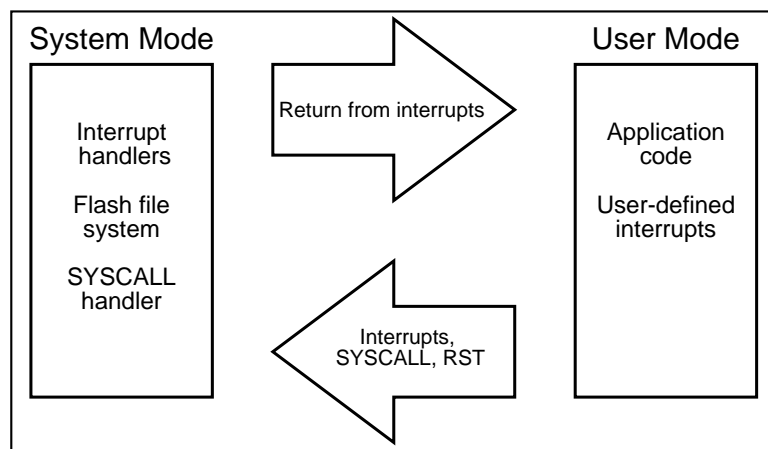 System Mode
Interrupt
handlers
Flash file
system
SYSCALL
handler
Return from interrupts
Interrupts,
SYSCALL, RST
User Mode
Application
code
User-defined
interrupts